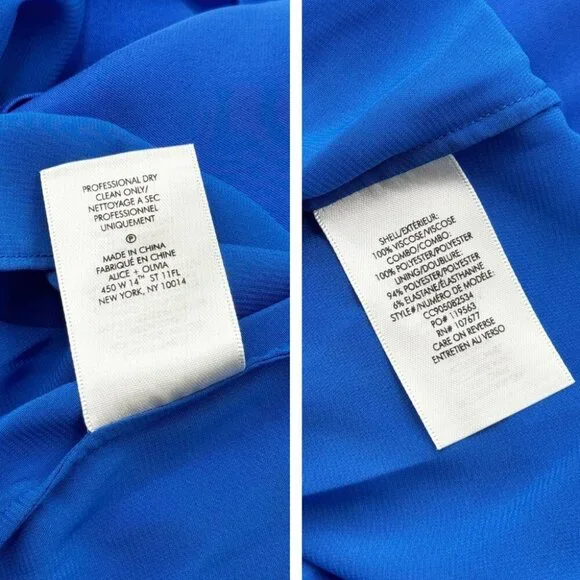 PROFESSIONAL DRY
CLEAN ONLY/
NETTOYAGE A SEC
PROFESSIONNEL
UNIQUEMENT
P
MADE IN CHINA
FABRIQUÉ EN CHINE
ALICE + OLIVIA
450 W 14TH ST 11FL
NEW YORK, NY 10014
SHELL/EXTÉRIEUR:
100% VISCOSE/VISCOSE
COMBO/COMBO:
100% POLYESTER/POLYESTER
LINING/DOUBLURE:
94% POLYESTER/POLYESTER
6% ELASTANE/ÉLASTHANNE
STYLE#/NUMÉRO DE MODÈLE:
CC905082534
PO# 119563
RN# 107677
CARE ON REVERSE
ENTRETIEN AU VERSO